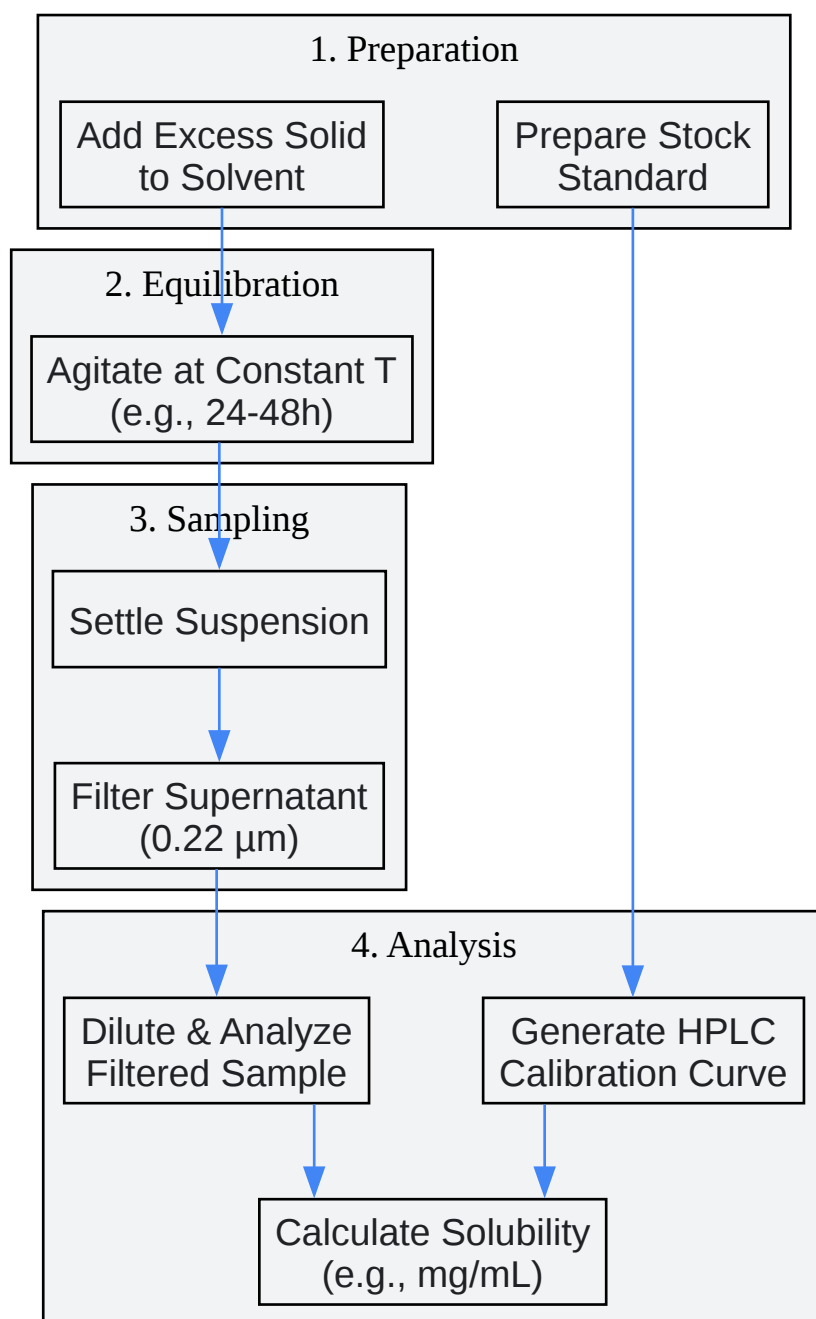 1. Preparation
Add Excess Solid
to Solvent
Prepare Stock
Standard
2. Equilibration
Agitate at Constant T
(e.g., 24-48h)
3. Sampling
Settle Suspension
Filter Supernatant
(0.22 µm)
4. Analysis
Dilute & Analyze
Filtered Sample
Generate HPLC
Calibration Curve
Calculate Solubility
(e.g., mg/mL)